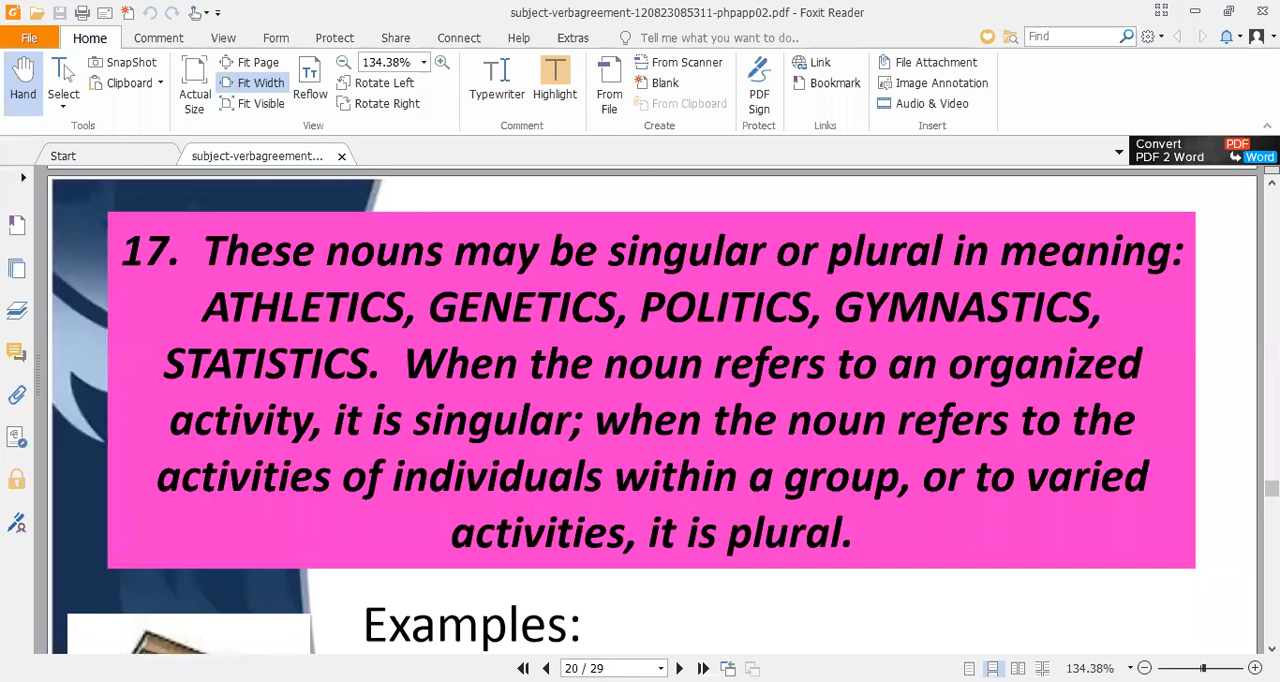 subject-verbagreement-120823085311-phpapp02.pdf - Foxit Reader
File Home Comment View Form Protect Share Connect Help Extras Tell me what you want to do.. Find
Hand
Select
SnapShot
Clipboard
Tools
Actual Size
Fit Page
Fit Width
Fit Visible
Reflow
134.38%
Rotate Left
Rotate Right
View
Typewriter
Highlight
Comment
From File
From Scanner
Blank
From Clipboard
Create
PDF Sign
Protect
Link
Bookmark
Links
File Attachment
Image Annotation
Audio & Video
Insert
Start
subject-verbagreement...
Convert PDF
PDF 2 Word Word
17. These nouns may be singular or plural in meaning:
ATHLETICS, GENETICS, POLITICS, GYMNASTICS,
STATISTICS. When the noun refers to an organized
activity, it is singular; when the noun refers to the
activities of individuals within a group, or to varied
activities, it is plural.
Examples:
20 / 29
134.38%